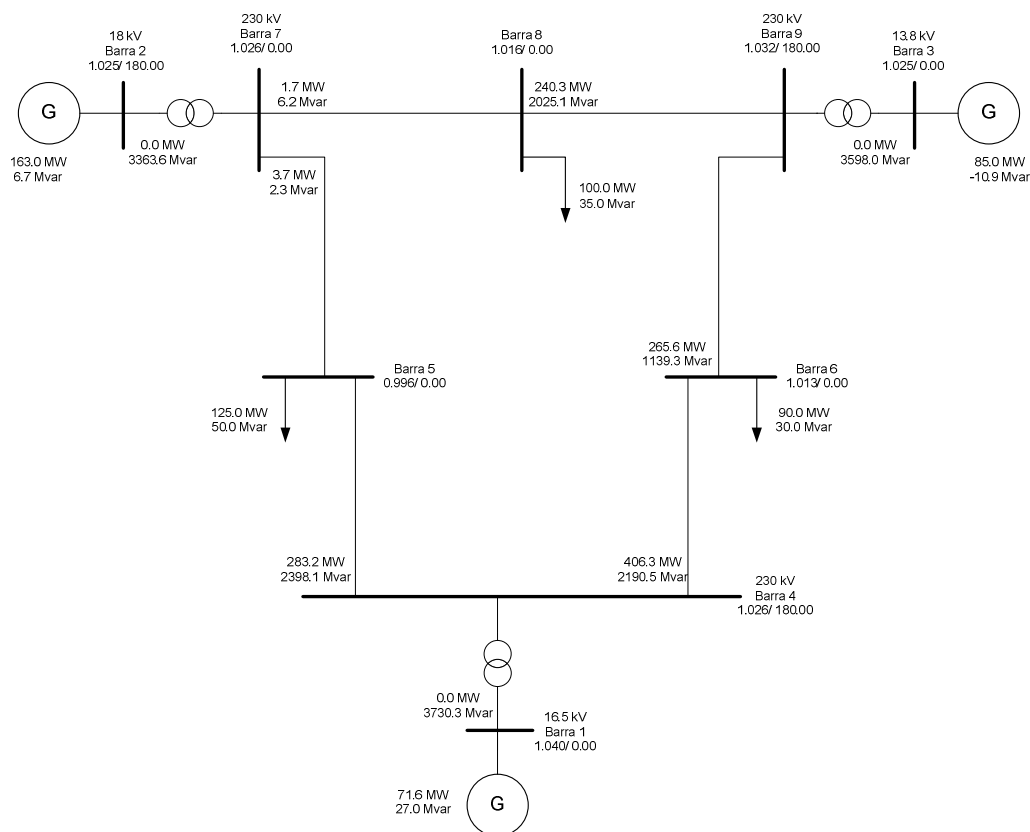 18 kV
Barra 2
1.025/ 180.00
230 kV
Barra 7
1.026/ 0.00
Barra 8
1.016/ 0.00
230 kV
Barra 9
1.032/ 180.00
13.8 kV
Barra 3
1.025/ 0.00
G
163.0 MW
6.7 Mvar
0.0 MW
3363.6 Mvar
1.7 MW
6.2 Mvar
240.3 MW
2025.1 Mvar
0.0 MW
3598.0 Mvar
G
85.0 MW
-10.9 Mvar
3.7 MW
2.3 Mvar
100.0 MW
35.0 Mvar
Barra 5
0.996/ 0.00
125.0 MW
50.0 Mvar
265.6 MW
1139.3 Mvar
Barra 6
1.013/ 0.00
90.0 MW
30.0 Mvar
283.2 MW
2398.1 Mvar
406.3 MW
2190.5 Mvar
230 kV
Barra 4
1.026/ 180.00
0.0 MW
3730.3 Mvar
16.5 kV
Barra 1
1.040/ 0.00
71.6 MW
27.0 Mvar
G